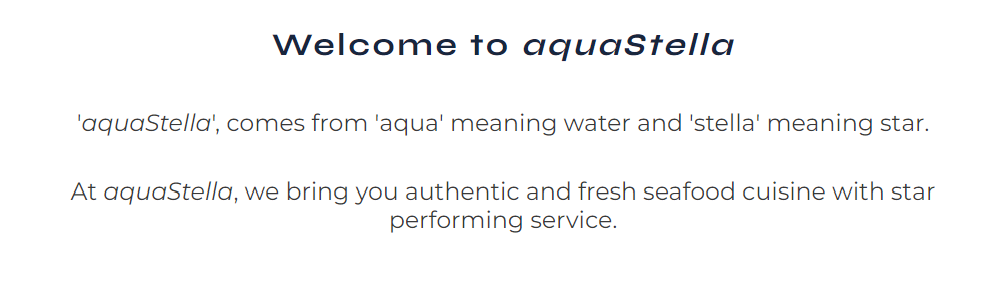 Welcome to aquaStella
'aquaStella', comes from 'aqua' meaning water and 'stella' meaning star.
At aquaStella, we bring you authentic and fresh seafood cuisine with star
performing service.